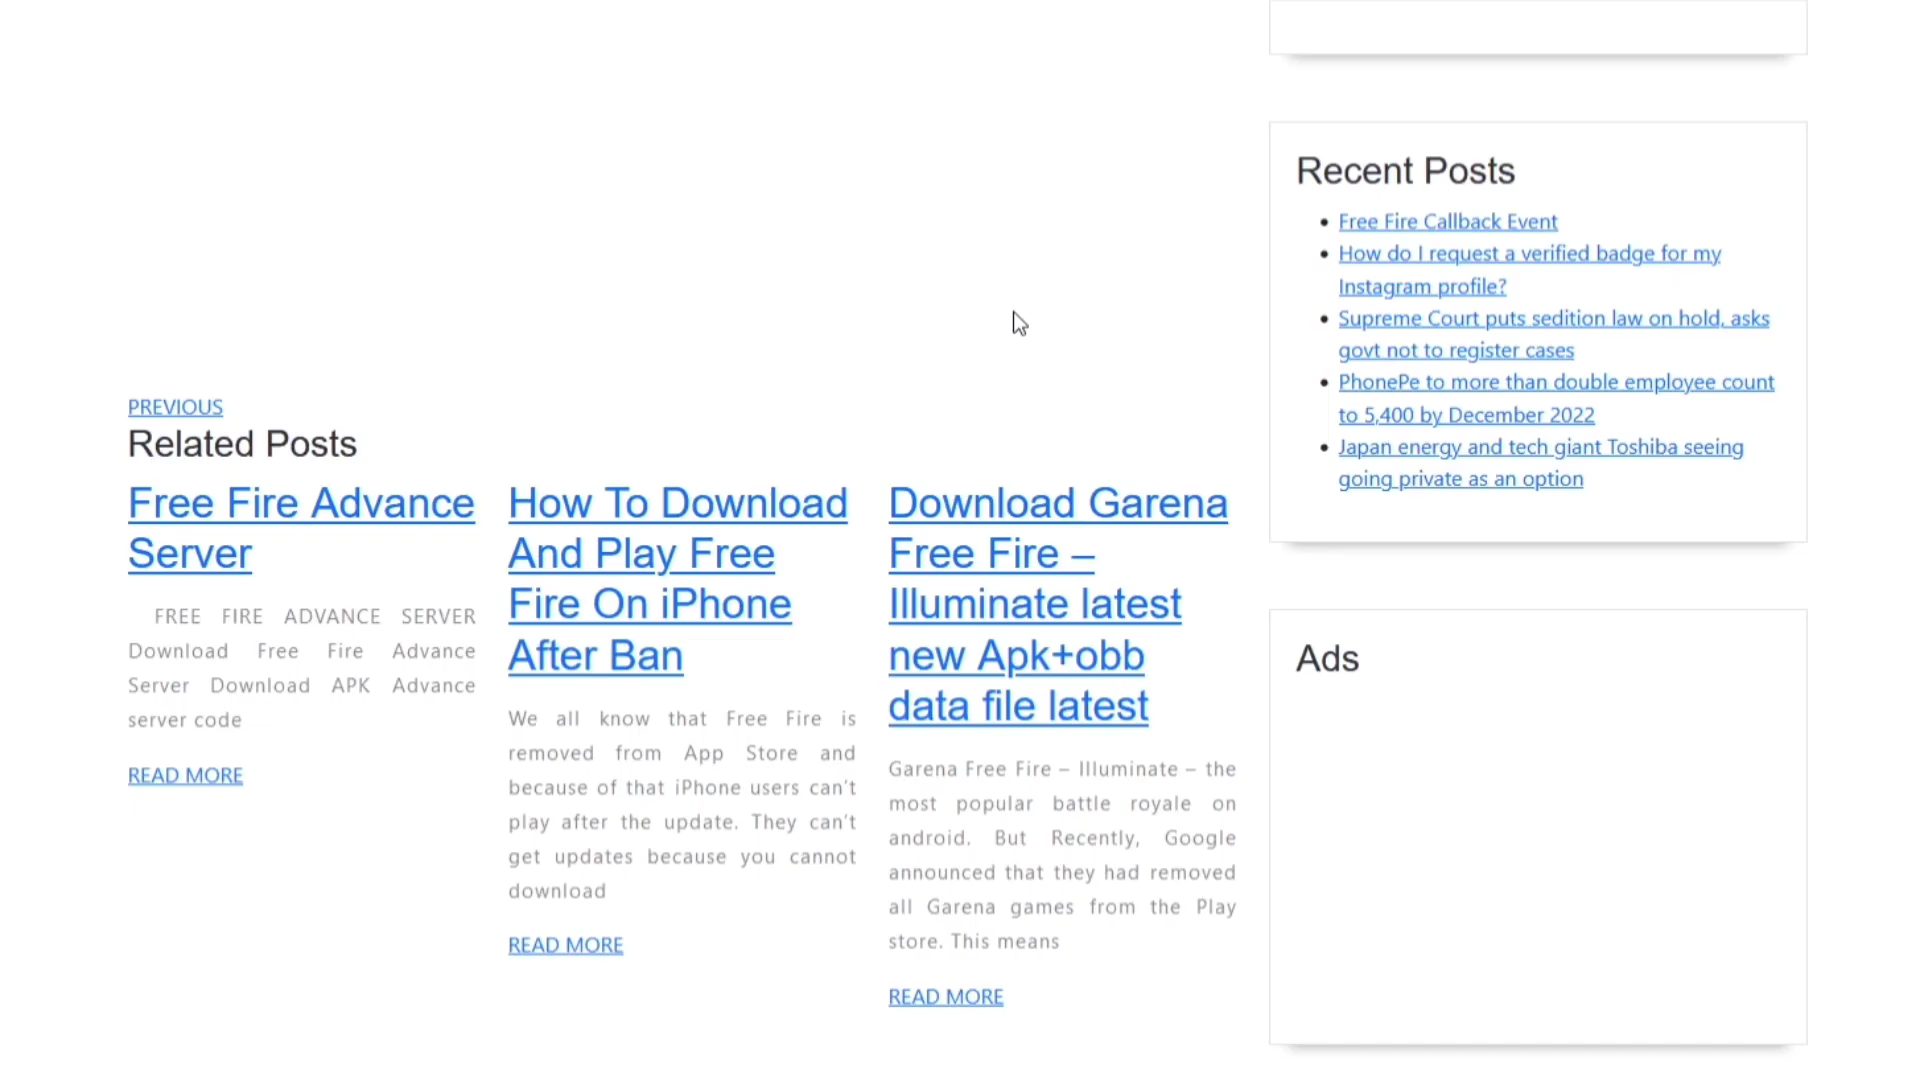 PREVIOUS
Related Posts
Free Fire Advance
Server
FREE FIRE ADVANCE SERVER
Download Free Fire Advance
Server Download APK Advance
server code
READ MORE
How To Download
And Play Free
Fire On iPhone
After Ban
We all know that Free Fire is
removed from App Store and
because of that iPhone users can't
play after the update. They can't
get updates because you cannot
download
READ MORE
Download Garena
Free Fire –
Illuminate latest
new Apk+obb
data file latest
Garena Free Fire – Illuminate – the
most popular battle royale on
android. But Recently, Google
announced that they had removed
all Garena games from the Play
store. This means
READ MORE
Recent Posts
Free Fire Callback Event
How do I request a verified badge for my
Instagram profile?
Supreme Court puts sedition law on hold, asks
govt not to register cases
PhonePe to more than double employee count
to 5,400 by December 2022
Japan energy and tech giant Toshiba seeing
going private as an option
Ads